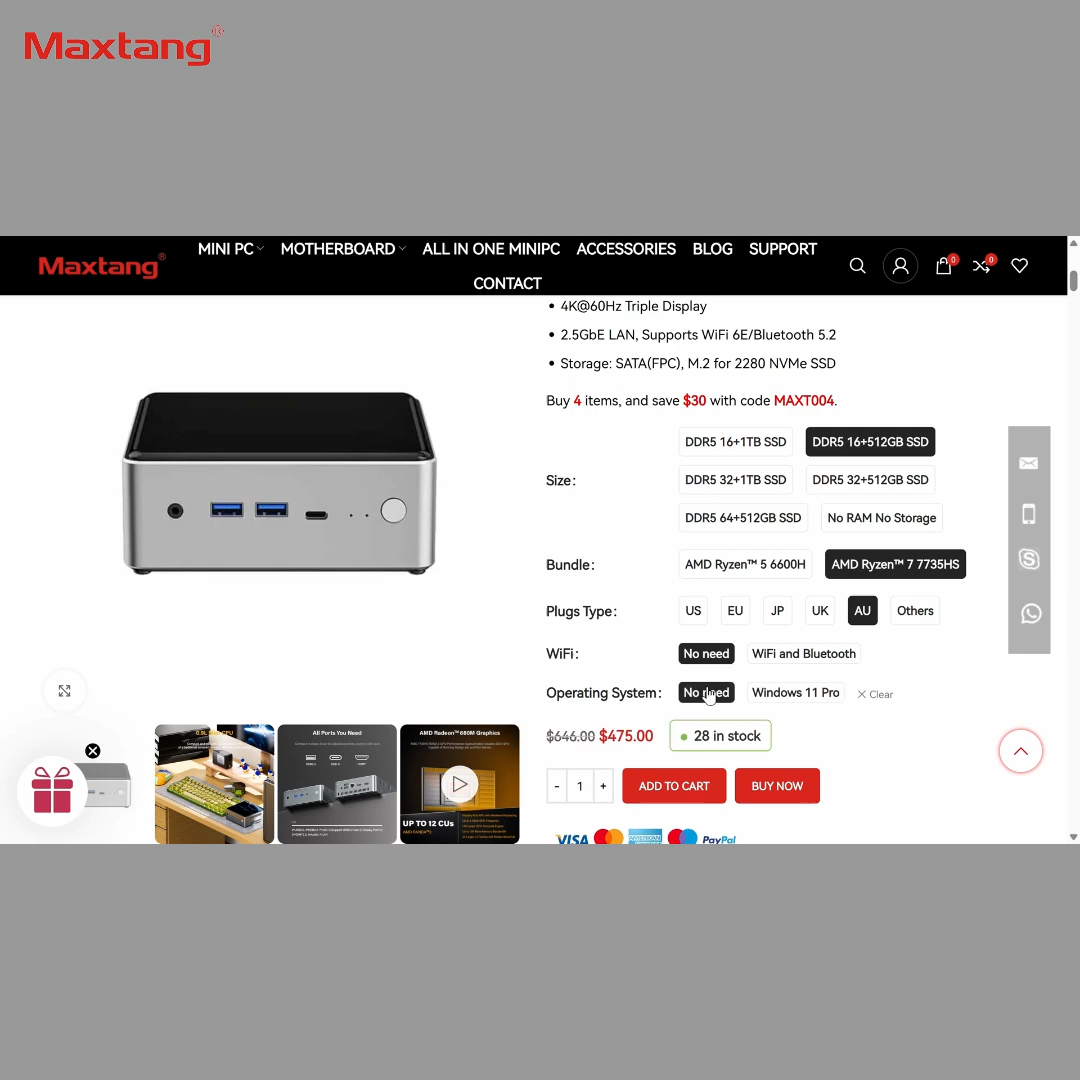 Maxtang®
MINI PC
MOTHERBOARD
ALL IN ONE MINIPC
ACCESSORIES
BLOG
SUPPORT
CONTACT
Maxtang®
0
0
• 4K@60Hz Triple Display
• 2.5GbE LAN, Supports WiFi 6E/Bluetooth 5.2
• Storage: SATA(FPC), M.2 for 2280 NVMe SSD
Buy 4 items, and save $30 with code MAXT004.
Size:
DDR5 16+1TB SSD
DDR5 16+512GB SSD
DDR5 32+1TB SSD
DDR5 32+512GB SSD
DDR5 64+512GB SSD
No RAM No Storage
Bundle:
AMD Ryzen™ 5 6600H
AMD Ryzen™ 7 7735HS
Plugs Type:
US
EU
JP
UK
AU
Others
WiFi:
No need
WiFi and Bluetooth
Operating System:
No need
Windows 11 Pro
Clear
$646.00 $475.00
28 in stock
-
1
+
ADD TO CART
BUY NOW
VISA
AMERICAN
PayPal
All Ports You Need
AMD Radeon™ 680M Graphics
UP TO 12 CUs